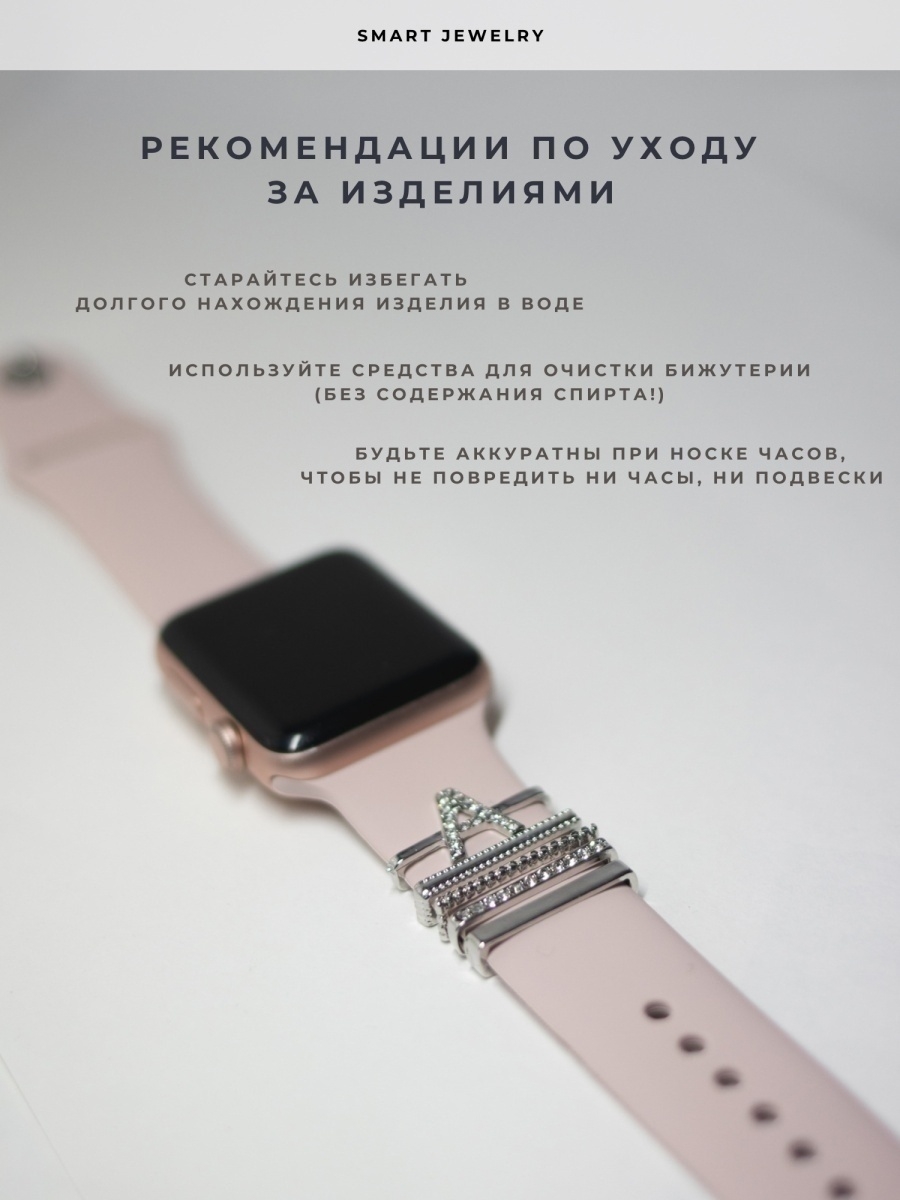 SMART JEWELRY
РЕКОМЕНДАЦИИ ПО УХОДУ
ЗА ИЗДЕЛИЯМИ
СТАРАЙТЕСЬ ИЗБЕГАТЬ
ДОЛГОГО НАХОЖДЕНИЯ ИЗДЕЛИЯ В ВОДЕ
ИСПОЛЬЗУЙТЕ СРЕДСТВА ДЛЯ ОЧИСТКИ БИЖУТЕРИИ
(БЕЗ СОДЕРЖАНИЯ СПИРТА!)
БУДЬТЕ АККУРАТНЫ ПРИ НОСКЕ ЧАСОВ,
ЧТОБЫ НЕ ПОВРЕДИТЬ НИ ЧАСЫ, НИ ПОДВЕСКИ
A